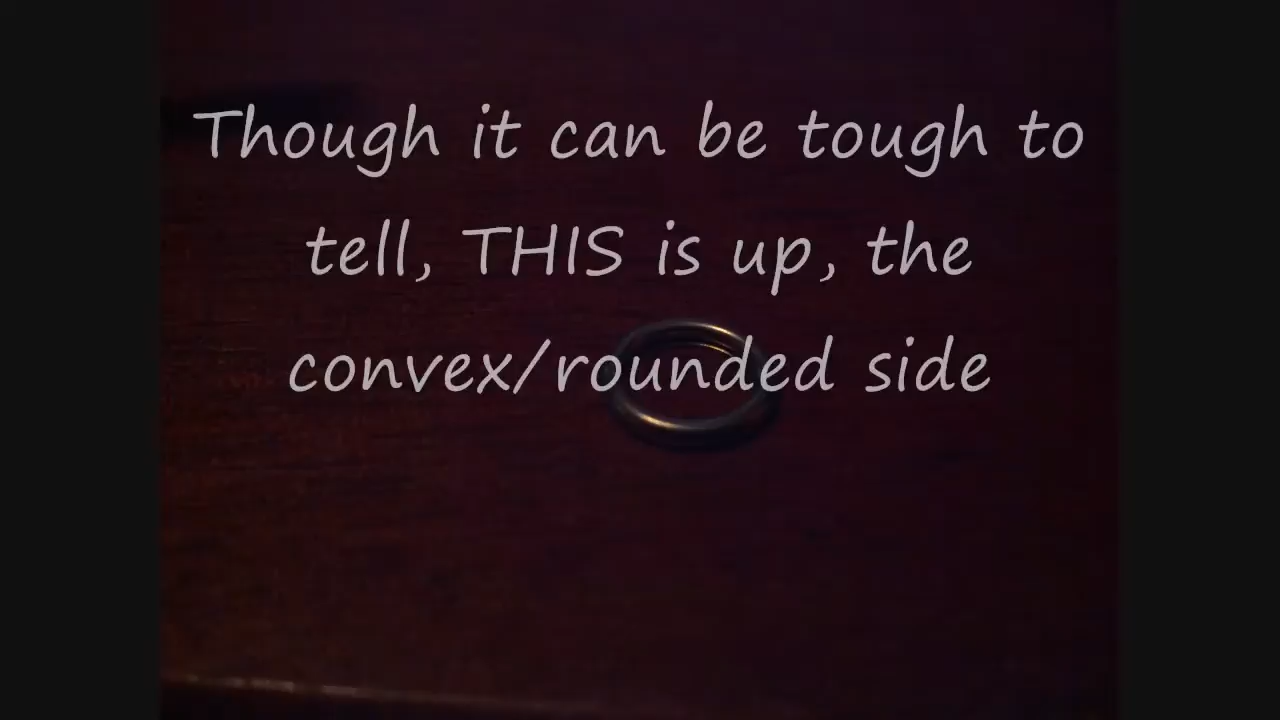 Though it can be tough to
tell, THIS is up, the
convex/rounded side